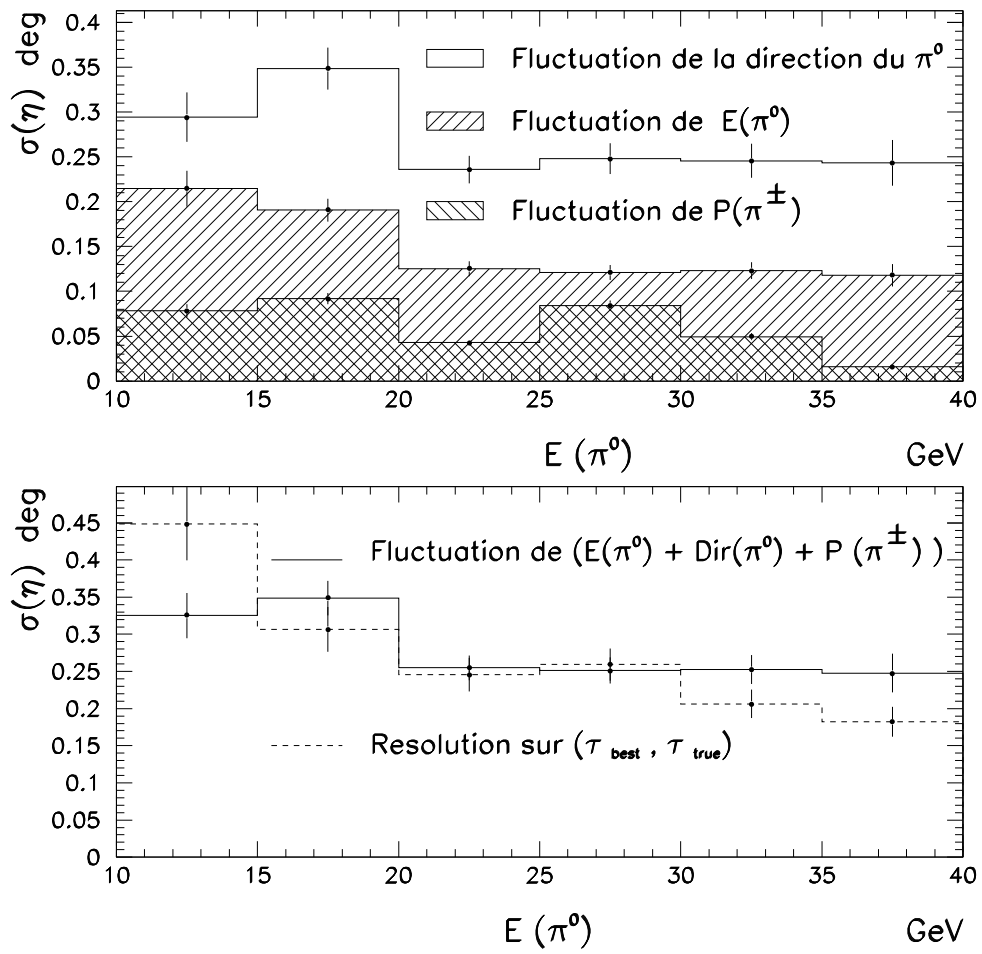 σ(η) deg
0.4
0.35
0.3
0.25
0.2
0.15
0.1
0.05
0
Fluctuation de la direction du π⁰
Fluctuation de E(π⁰)
Fluctuation de P(π±)
10 15 20 25 30 35 40
E (π⁰) GeV
σ(η) deg
0.45
0.4
0.35
0.3
0.25
0.2
0.15
0.1
0.05
0
Fluctuation de (E(π⁰) + Dir(π⁰) + P (π±) )
Resolution sur (τ best , τ true)
10 15 20 25 30 35 40
E (π⁰) GeV